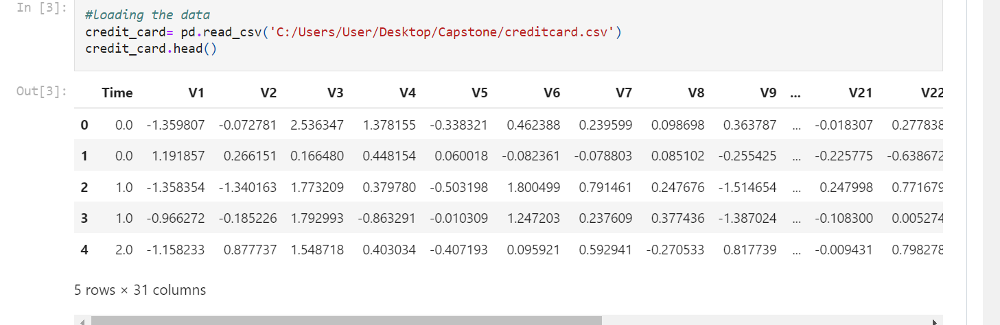 In [3]:
#Loading the data
credit_card= pd.read_csv('C:/Users/User/Desktop/Capstone/creditcard.csv')
credit_card.head()
Out[3]:
Time V1 V2 V3 V4 V5 V6 V7 V8 V9 ... V21 V22
0 0.0 -1.359807 -0.072781 2.536347 1.378155 -0.338321 0.462388 0.239599 0.098698 0.363787 ... -0.018307 0.277838
1 0.0 1.191857 0.266151 0.166480 0.448154 0.060018 -0.082361 -0.078803 0.085102 -0.255425 ... -0.225775 -0.638672
2 1.0 -1.358354 -1.340163 1.773209 0.379780 -0.503198 1.800499 0.791461 0.247676 -1.514654 ... 0.247998 0.771679
3 1.0 -0.966272 -0.185226 1.792993 -0.863291 -0.010309 1.247203 0.237609 0.377436 -1.387024 ... -0.108300 0.005274
4 2.0 -1.158233 0.877737 1.548718 0.403034 -0.407193 0.095921 0.592941 -0.270533 0.817739 ... -0.009431 0.798278
5 rows × 31 columns